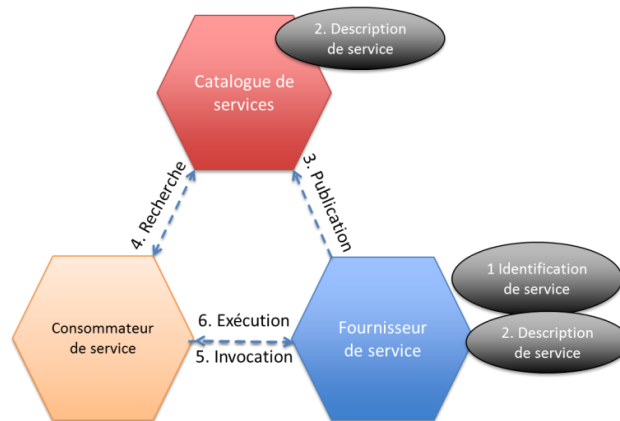 2. Description
de service
Catalogue de
services
3. Publication
4. Recherche
1 Identification
de service
Consommateur
de service
6. Exécution
5. Invocation
Fournisseur
de service
2. Description
de service